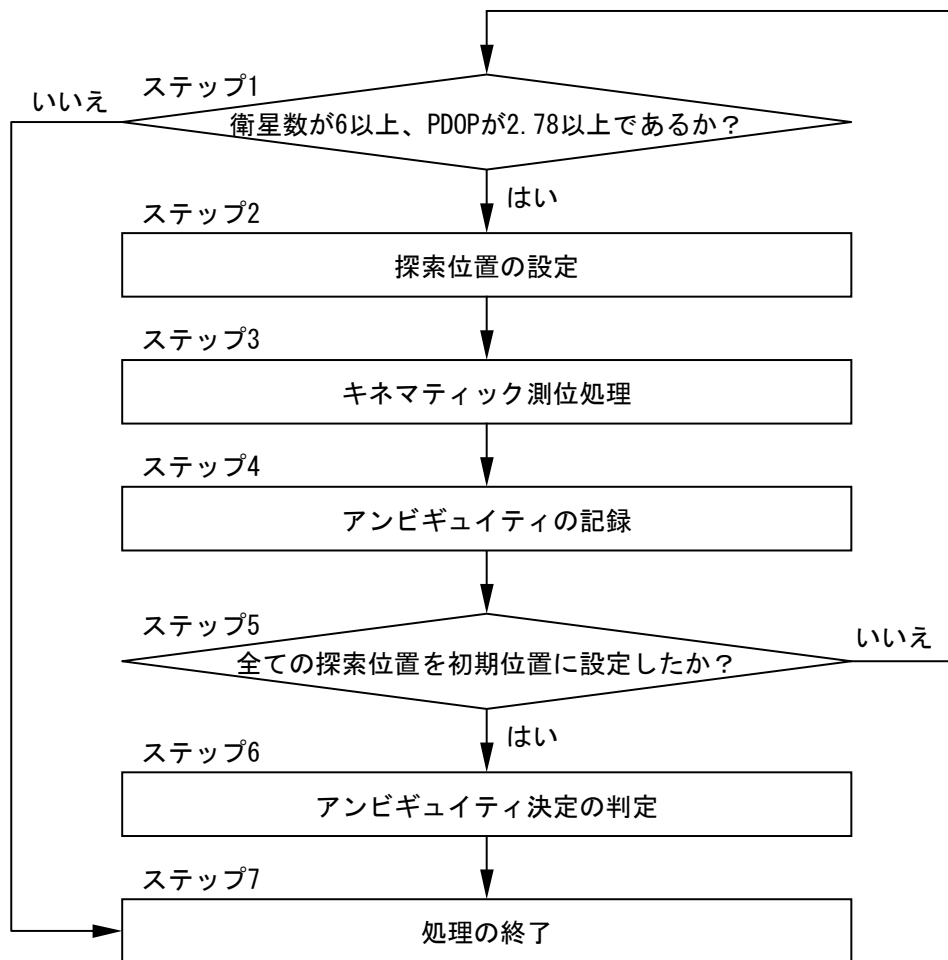 ステップ1
いいえ
衛星数が6以上、PDOPが2.78以上であるか？
はい
ステップ2
探索位置の設定
ステップ3
キネマティック測位処理
ステップ4
アンビギュイティの記録
ステップ5
いいえ
全ての探索位置を初期位置に設定したか？
はい
ステップ6
アンビギュイティ決定の判定
ステップ7
処理の終了